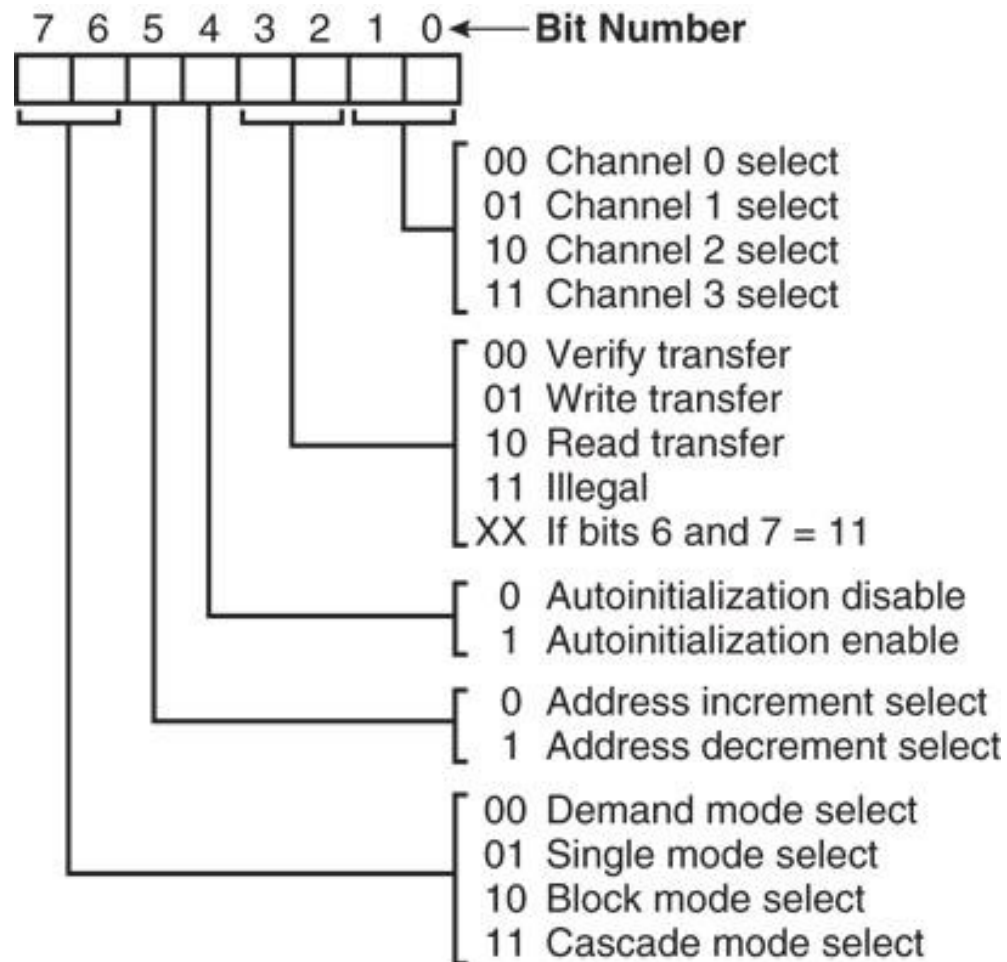 7 6 5 4 3 2 1 0 Bit Number
00 Channel 0 select
01 Channel 1 select
10 Channel 2 select
11 Channel 3 select
00 Verify transfer
01 Write transfer
10 Read transfer
11 Illegal
XX If bits 6 and 7 = 11
0 Autoinitialization disable
1 Autoinitialization enable
0 Address increment select
1 Address decrement select
00 Demand mode select
01 Single mode select
10 Block mode select
11 Cascade mode select